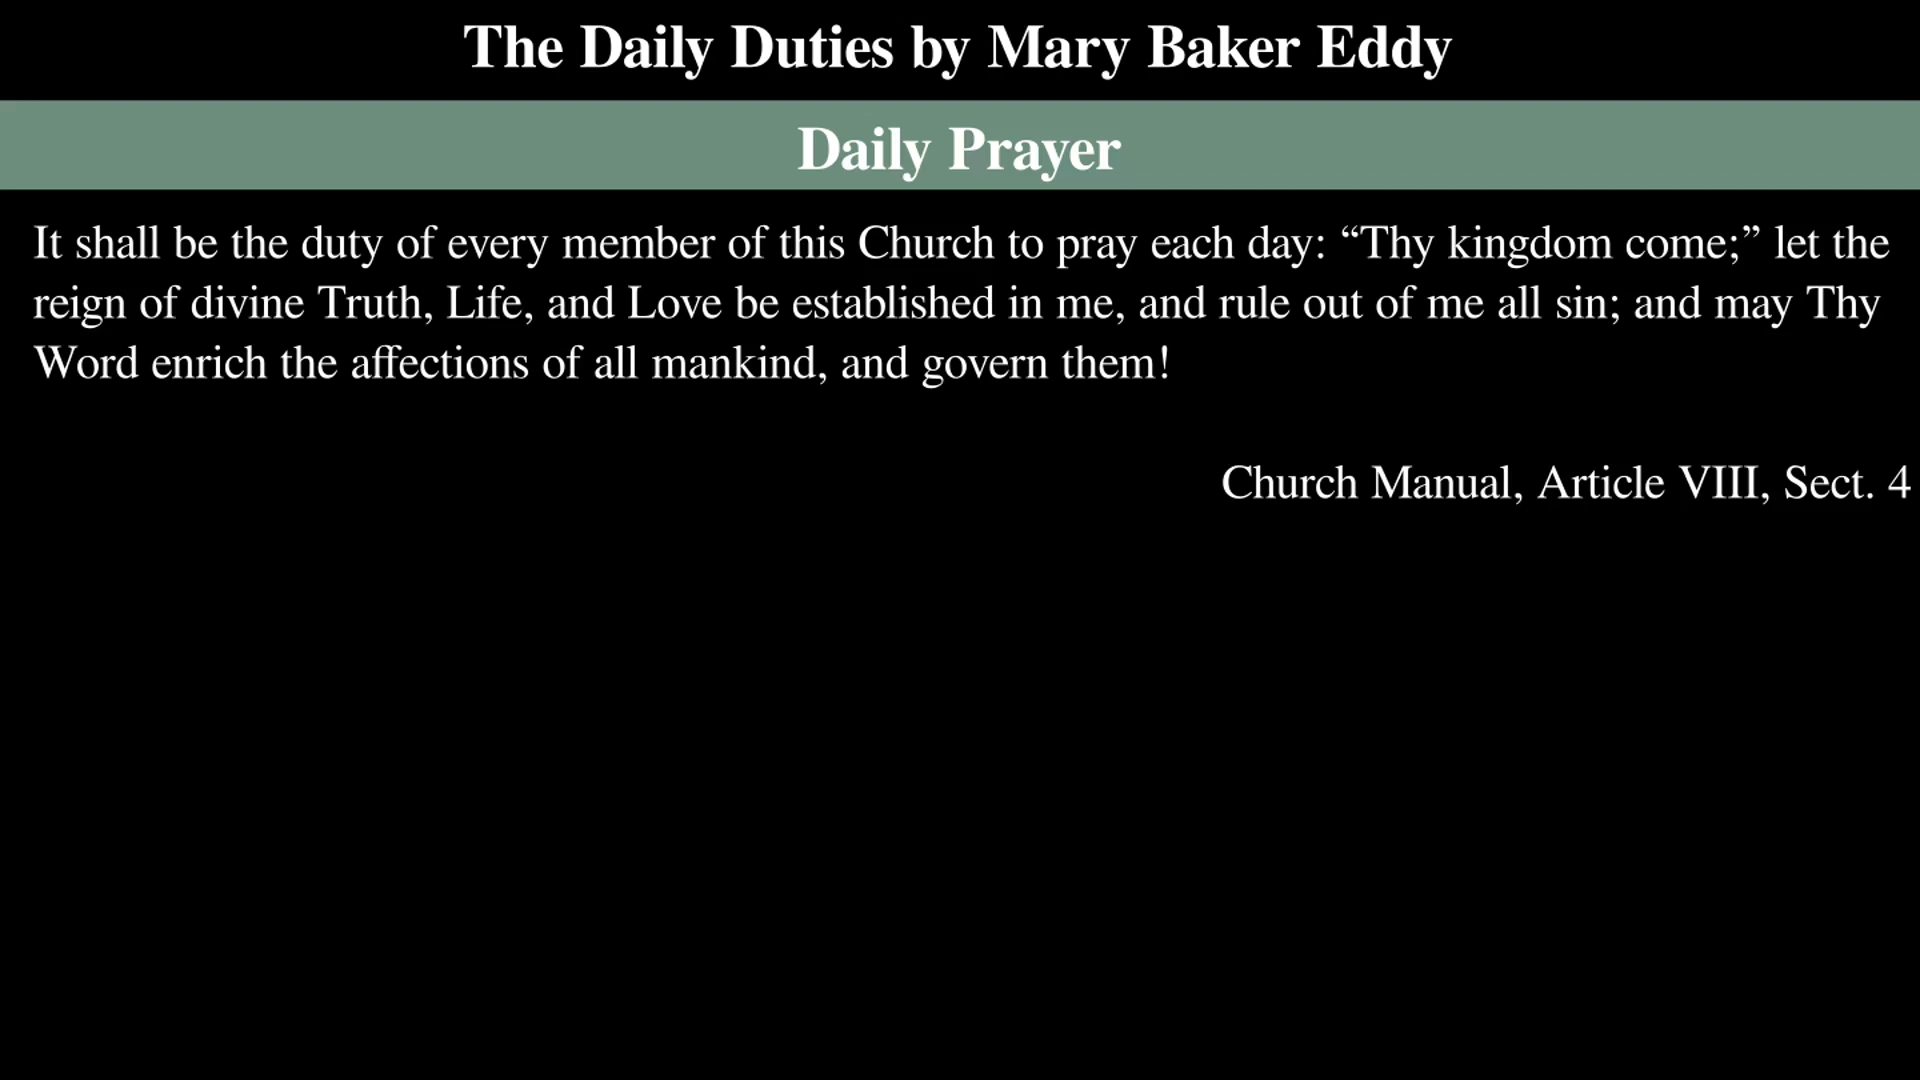 The Daily Duties by Mary Baker Eddy
Daily Prayer
It shall be the duty of every member of this Church to pray each day: “Thy kingdom come;” let the
reign of divine Truth, Life, and Love be established in me, and rule out of me all sin; and may Thy
Word enrich the affections of all mankind, and govern them!
Church Manual, Article VIII, Sect. 4